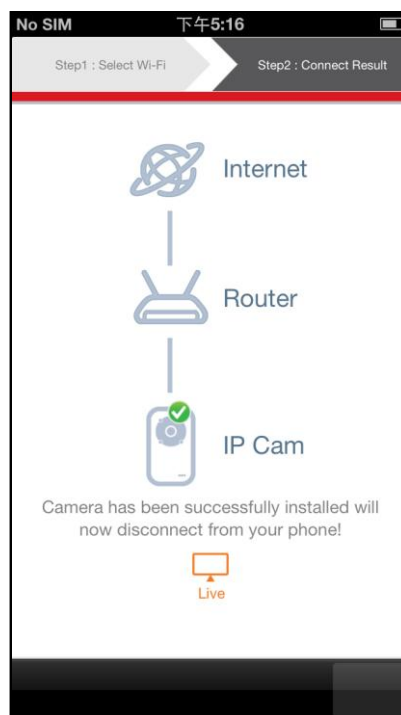 No SIM 下午5:16
Step1 : Select Wi-Fi Step2 : Connect Result
Internet
Router
IP Cam
Camera has been successfully installed will
now disconnect from your phone!
Live